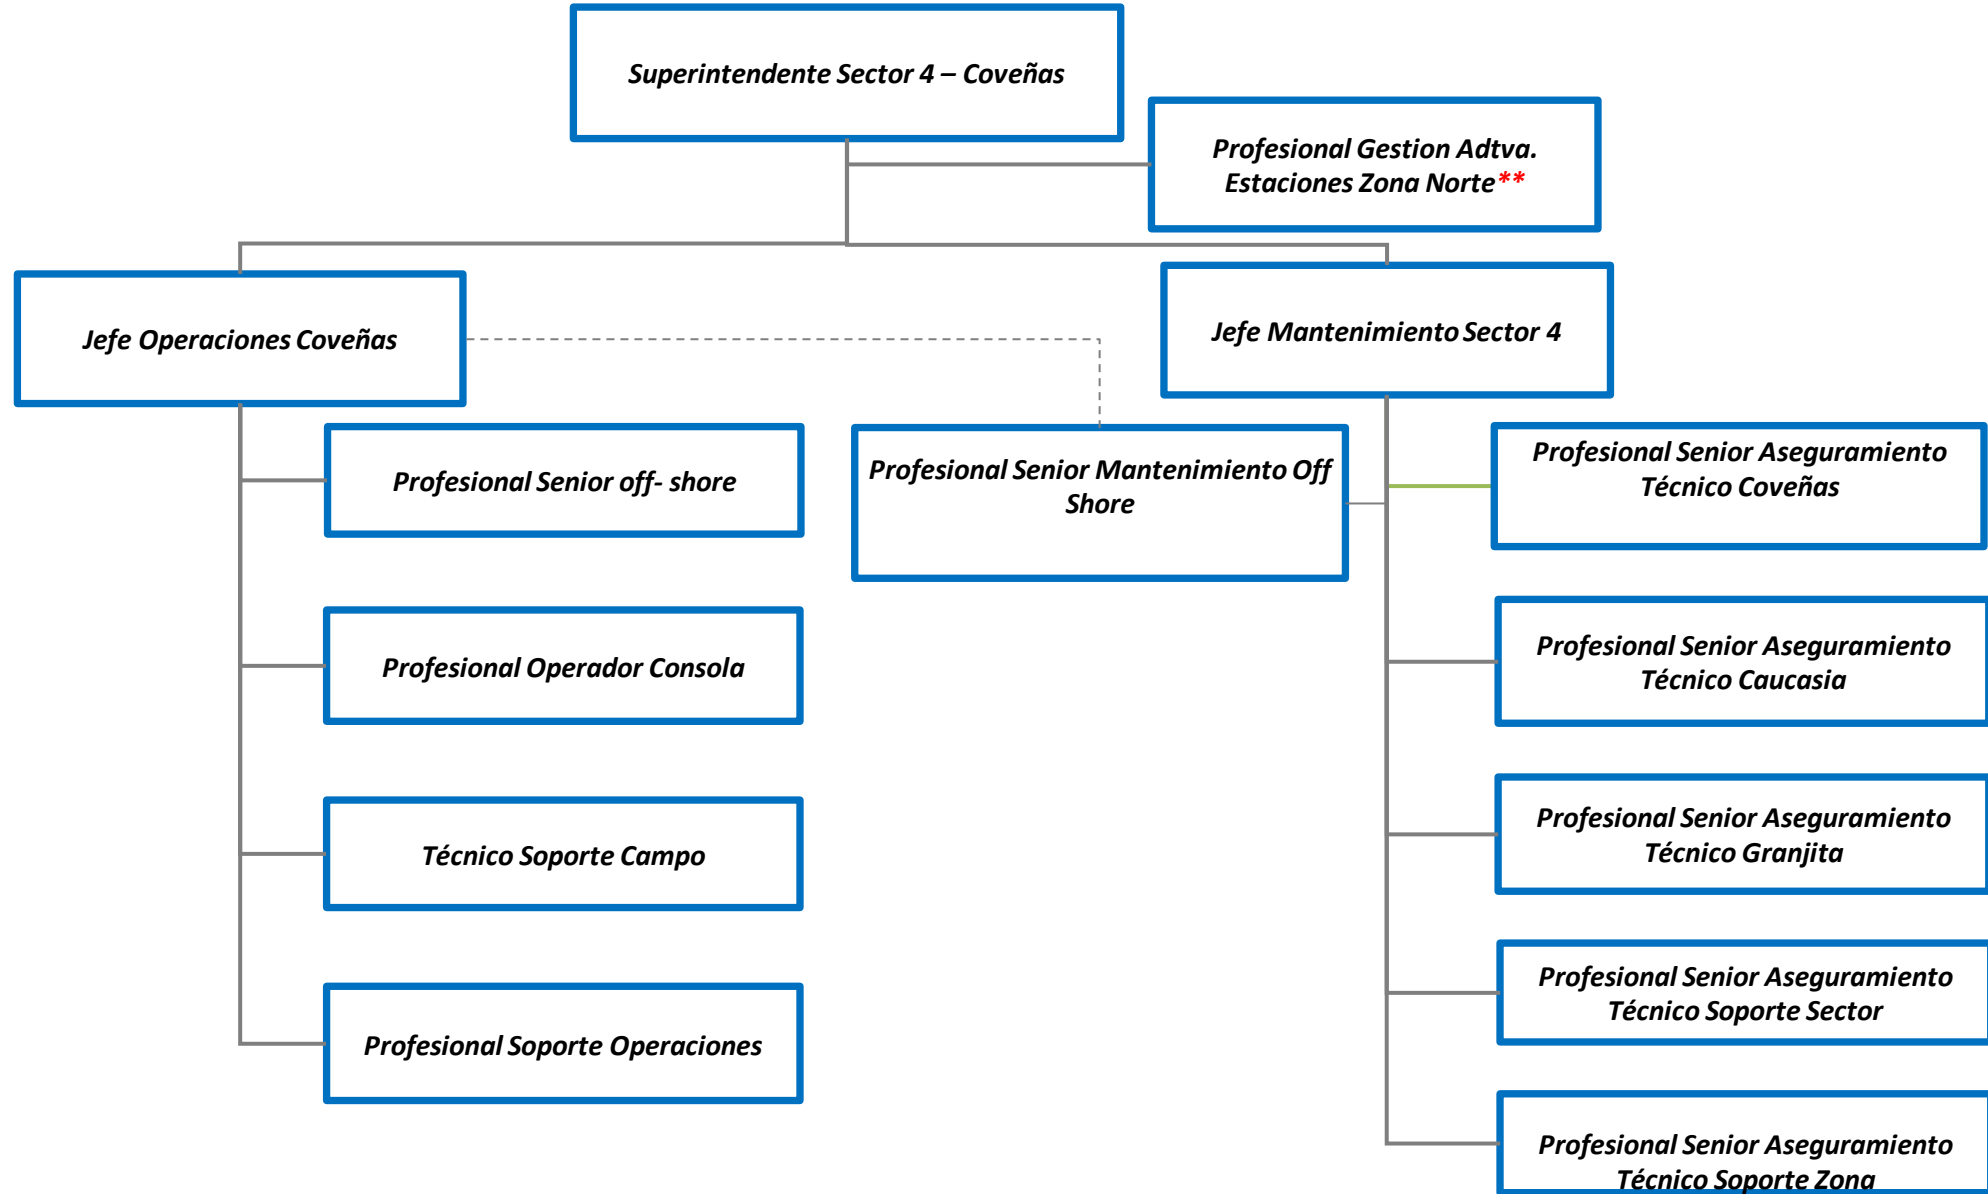 Superintendente Sector 4 – Coveñas
Profesional Gestion Adtva.
Estaciones Zona Norte**
Jefe Operaciones Coveñas
Jefe Mantenimiento Sector 4
Profesional Senior off- shore
Profesional Operador Consola
Técnico Soporte Campo
Profesional Soporte Operaciones
Profesional Senior Mantenimiento Off
Shore
Profesional Senior Aseguramiento
Técnico Coveñas
Profesional Senior Aseguramiento
Técnico Caucasia
Profesional Senior Aseguramiento
Técnico Granjita
Profesional Senior Aseguramiento
Técnico Soporte Sector
Profesional Senior Aseguramiento
Técnico Soporte Zona